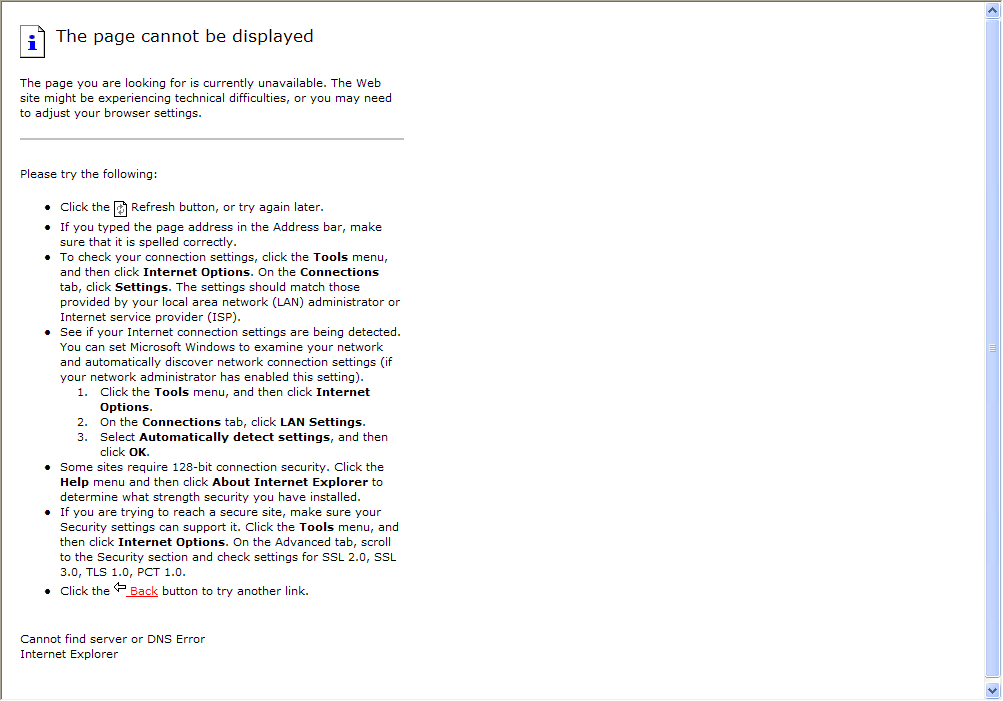 The page cannot be displayed
The page you are looking for is currently unavailable. The Web
site might be experiencing technical difficulties, or you may need
to adjust your browser settings.
Please try the following:
Click the Refresh button, or try again later.
If you typed the page address in the Address bar, make
sure that it is spelled correctly.
To check your connection settings, click the Tools menu,
and then click Internet Options. On the Connections
tab, click Settings. The settings should match those
provided by your local area network (LAN) administrator or
Internet service provider (ISP).
See if your Internet connection settings are being detected.
You can set Microsoft Windows to examine your network
and automatically discover network connection settings (if
your network administrator has enabled this setting).
1. Click the Tools menu, and then click Internet
Options.
2. On the Connections tab, click LAN Settings.
3. Select Automatically detect settings, and then
click OK.
Some sites require 128-bit connection security. Click the
Help menu and then click About Internet Explorer to
determine what strength security you have installed.
If you are trying to reach a secure site, make sure your
Security settings can support it. Click the Tools menu, and
then click Internet Options. On the Advanced tab, scroll
to the Security section and check settings for SSL 2.0, SSL
3.0, TLS 1.0, PCT 1.0.
Click the Back button to try another link.
Cannot find server or DNS Error
Internet Explorer